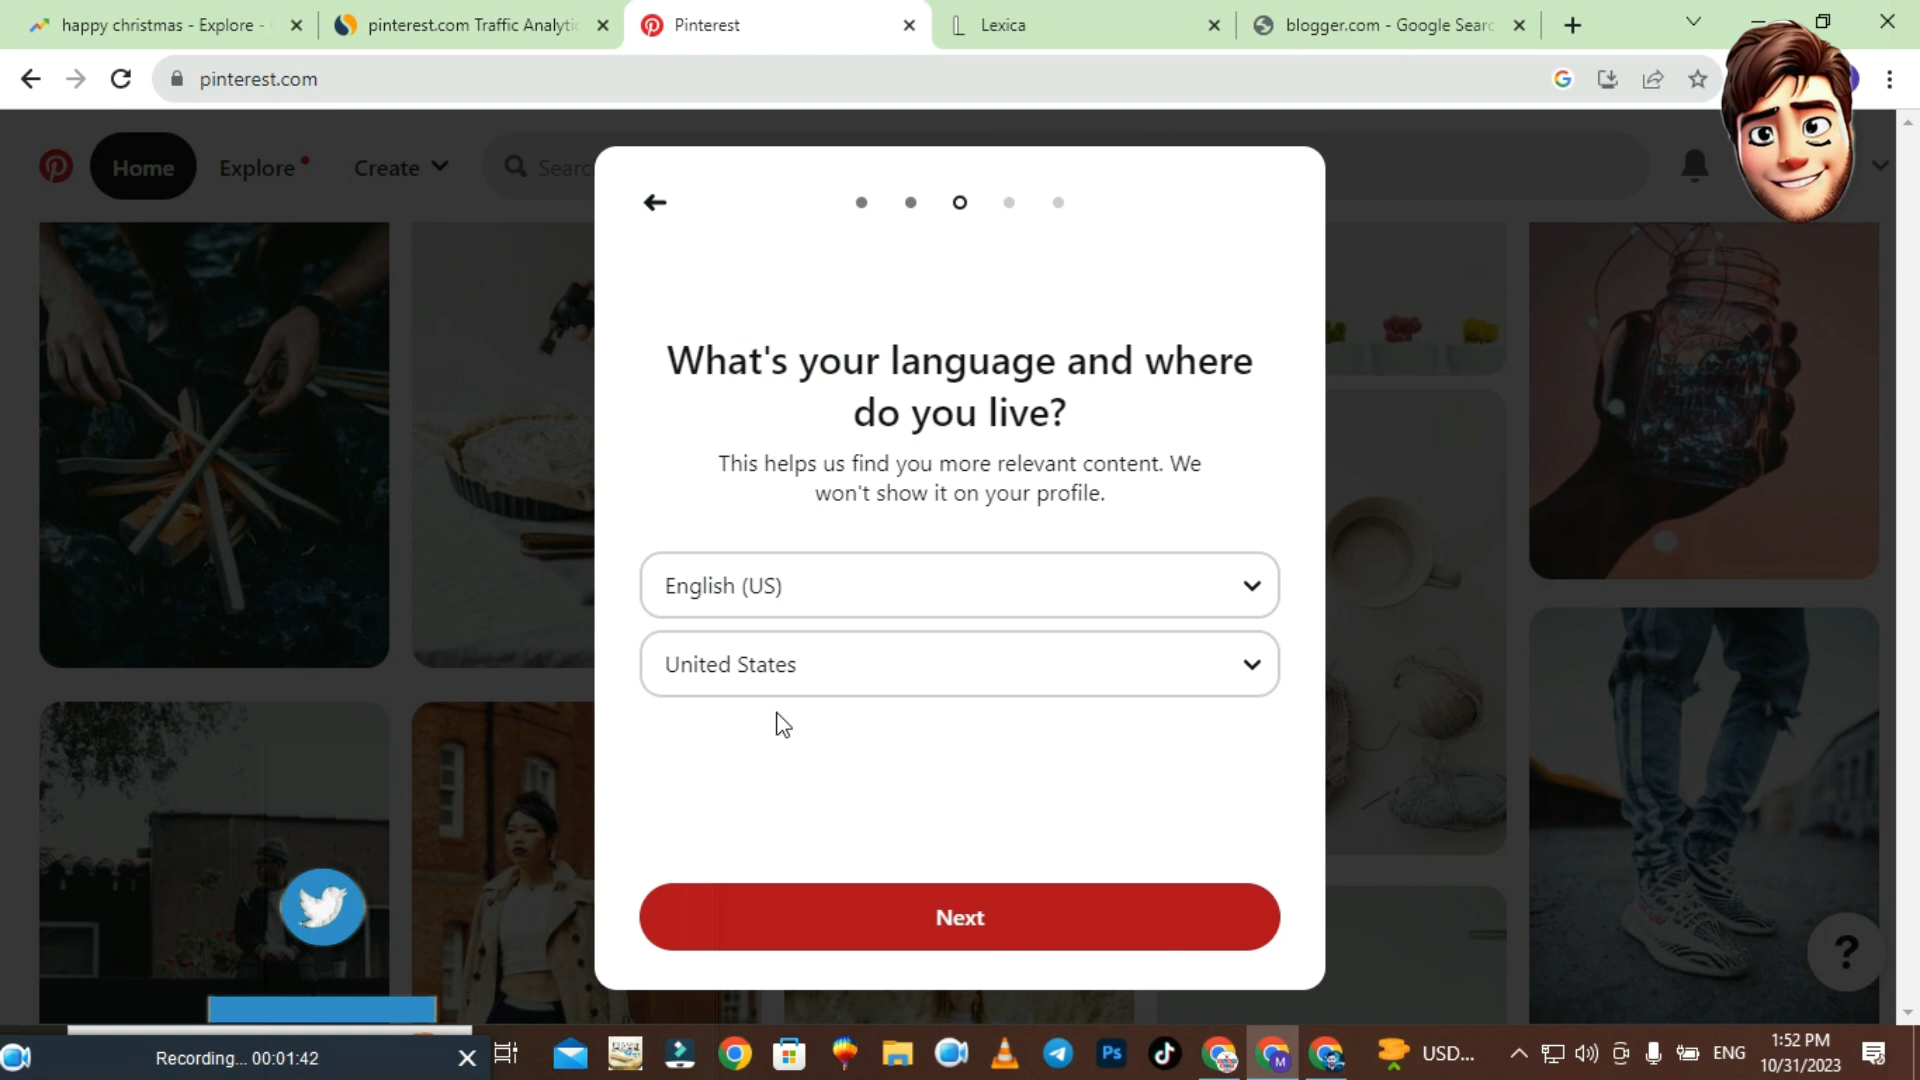 happy christmas - Explore -
pinterest.com Traffic Analytic
Pinterest
Lexica
blogger.com - Google Searc
pinterest.com
Home
Explore
Create
Searc
What's your language and where
do you live?
This helps us find you more relevant content. We
won't show it on your profile.
English (US)
United States
Next
?
Recording... 00:01:42
Ps
M
USD...
ENG
1:52 PM
10/31/2023